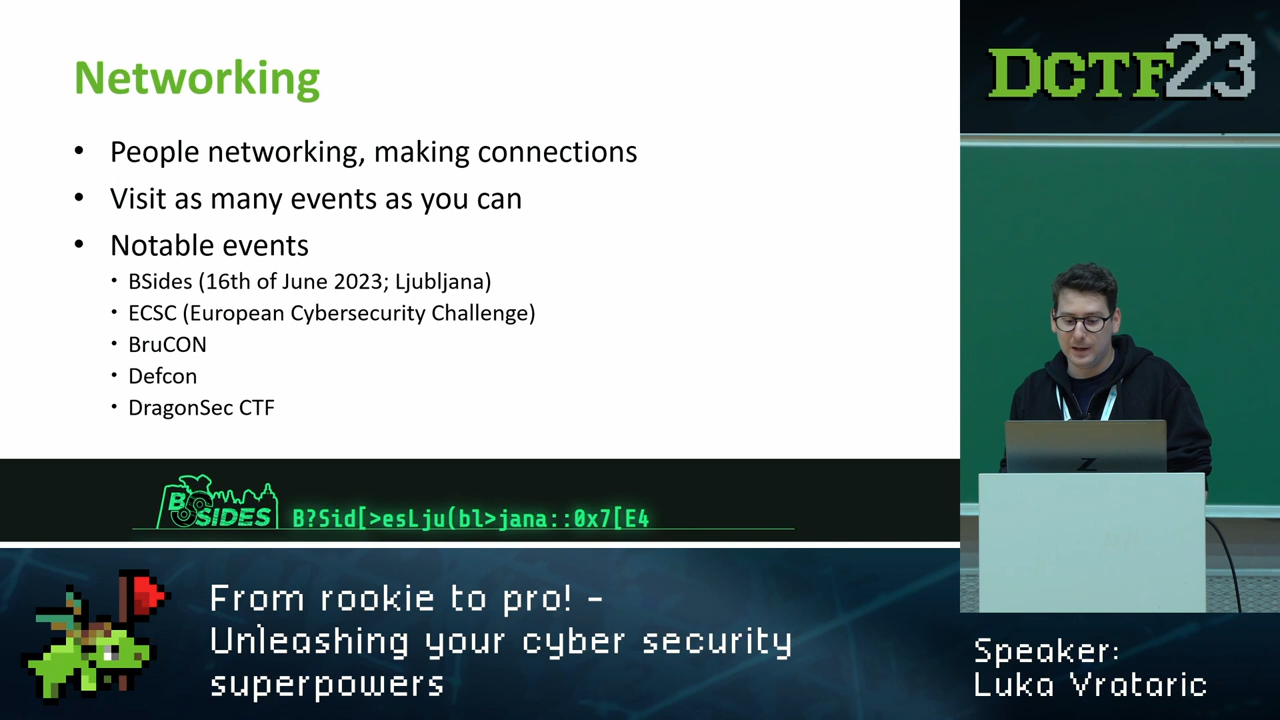 Networking
• People networking, making connections
• Visit as many events as you can
• Notable events
• BSides (16th of June 2023; Ljubljana)
• ECSC (European Cybersecurity Challenge)
• BruCON
• Defcon
• DragonSec CTF
BSIDES
B?Sid[>esLju(bl>jana::0x7[E4
DCTF23
From rookie to pro! -
Unleashing your cyber security
superpowers
Speaker:
Luka Vrataric